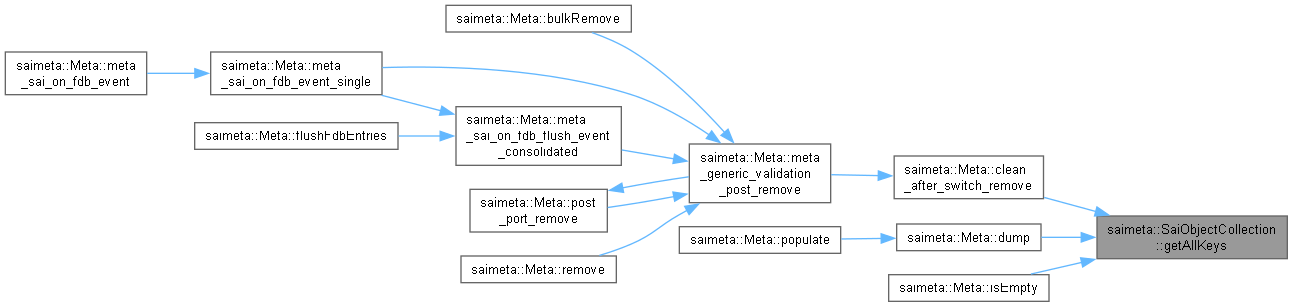 saimeta::Meta::bulkRemove
saimeta::Meta::meta
_sai_on_fdb_event
saimeta::Meta::meta
_sai_on_fdb_event_single
saimeta::Meta::flushFdbEntries
saimeta::Meta::meta
_sai_on_fdb_flush_event
_consolidated
saimeta::Meta::post
_port_remove
saimeta::Meta::remove
saimeta::Meta::meta
_generic_validation
_post_remove
saimeta::Meta::populate
saimeta::Meta::clean
_after_switch_remove
saimeta::Meta::dump
saimeta::Meta::isEmpty
saimeta::SaiObjectCollection
::getAllKeys